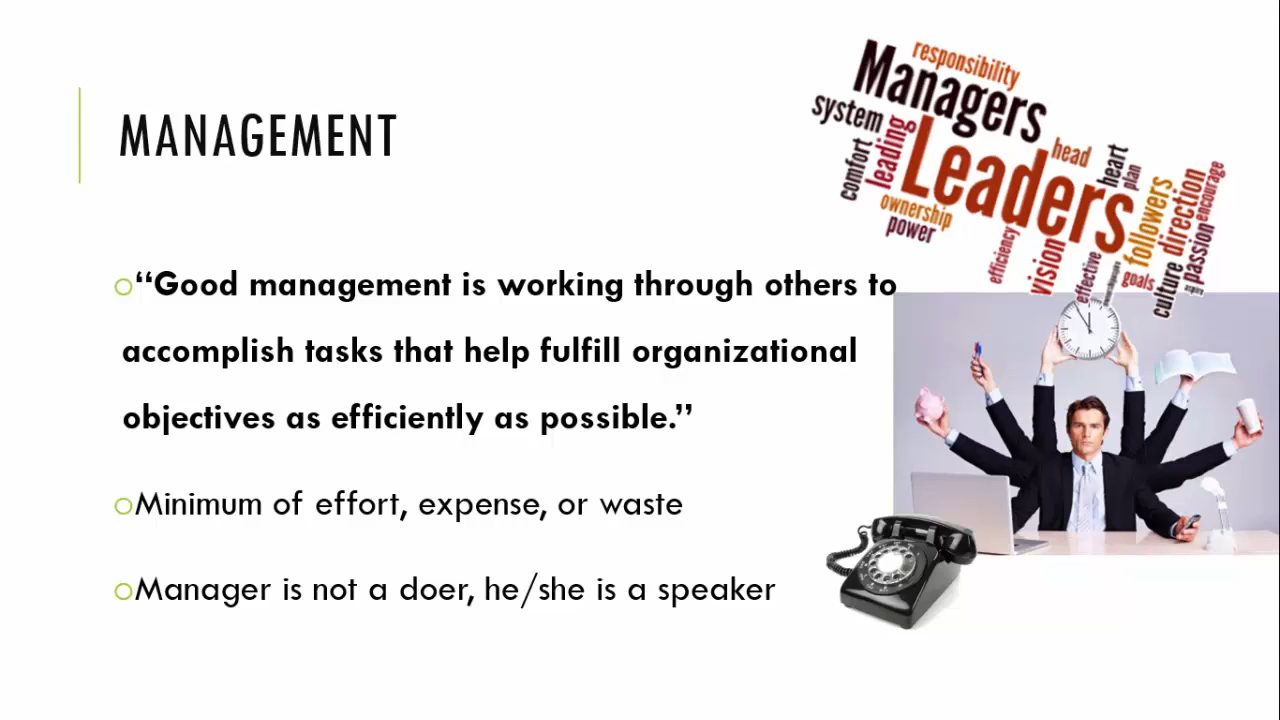 MANAGEMENT
“Good management is working through others to
accomplish tasks that help fulfill organizational
objectives as efficiently as possible.”
Minimum of effort, expense, or waste
Manager is not a doer, he/she is a speaker
responsibility
Managers
system
leading
comfort
Leaders
head
heart
plan
ownership
power
efficiency
vision
effective
goals
followers
culture
direction
passion
encourage